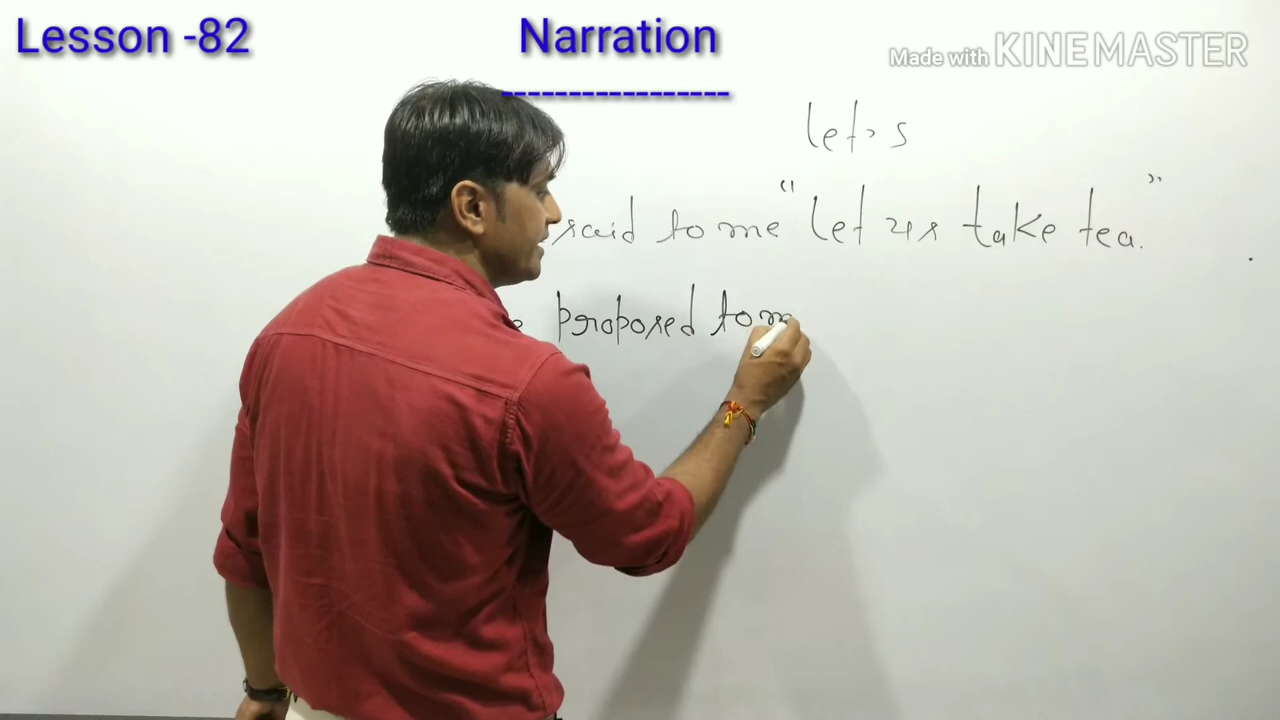 Lesson -82
Narration
Made with KINEMASTER
let's
said to me "let us take tea."
proposed to m